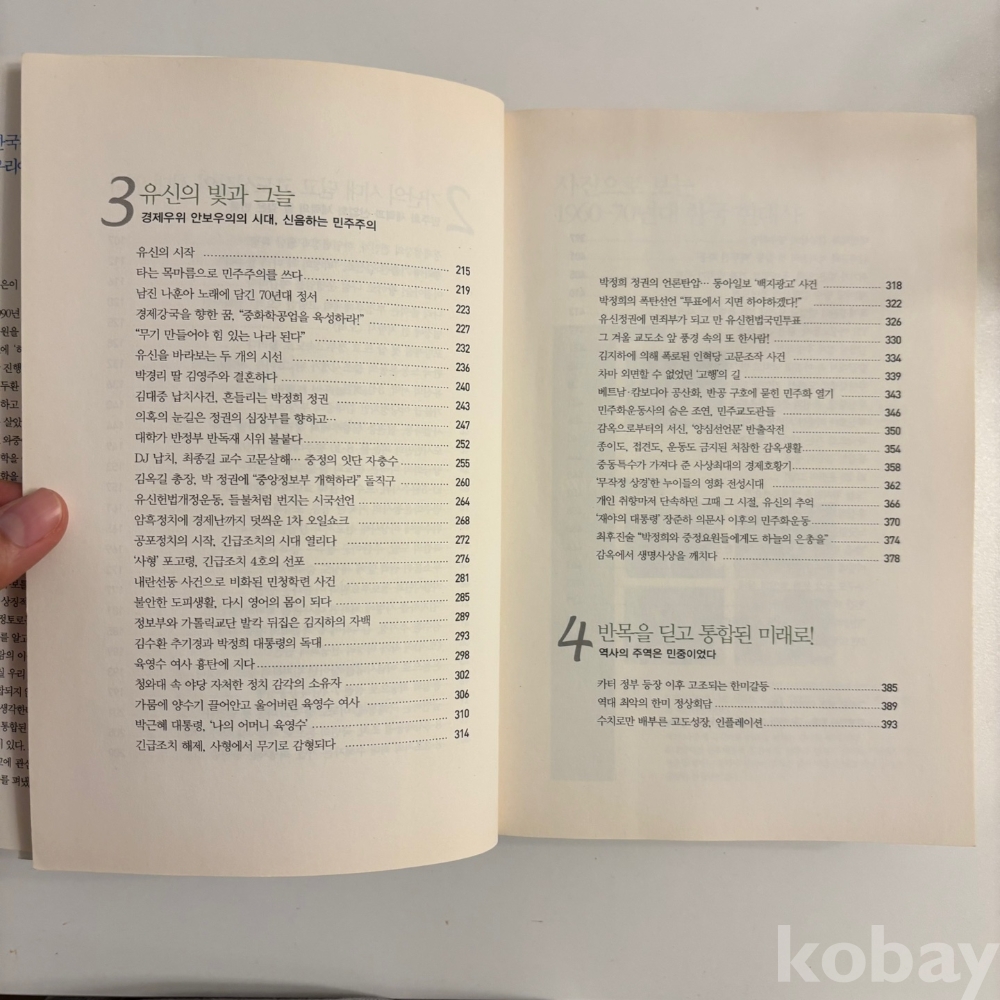 3 유신의 빛과 그늘
경제우위 안보우의의 시대, 신음하는 민주주의
유신의 시작 215
타는 목마름으로 민주주의를 쓰다 219
남진 나훈아 노래에 담긴 70년대 정서 223
경제강국을 향한 꿈, “중화학공업을 육성하라!” 227
“무기 만들어야 힘 있는 나라 된다” 232
유신을 바라보는 두 개의 시선 236
박경리 딸 김영주와 결혼하다 240
김대중 납치사건, 흔들리는 박정희 정권 243
의혹의 눈길은 정권의 심장부를 향하고… 247
대학가 반정부 반독재 시위 불붙다 252
DJ 납치, 최종길 교수 고문살해… 중정의 잇단 자충수 255
김옥길 총장, 박 정권에 “중앙정보부 개혁하라” 돌직구 260
유신헌법개정운동, 들불처럼 번지는 시국선언 264
암흑정치에 경제난까지 덧씌운 1차 오일쇼크 268
공포정치의 시작, 긴급조치의 시대 열리다 272
‘사형’ 포고령, 긴급조치 4호의 선포 276
내란선동 사건으로 비화된 민청학련 사건 281
불안한 도피생활, 다시 영어의 몸이 되다 285
정보부와 가톨릭교단 발칵 뒤집은 김지하의 자백 289
김수환 추기경과 박정희 대통령의 독대 293
육영수 여사 흉탄에 지다 298
청와대 속 야당 자처한 정치 감각의 소유자 302
가뭄에 양수기 끌어안고 울어버린 육영수 여사 306
박근혜 대통령, ‘나의 어머니 육영수’ 310
긴급조치 해제, 사형에서 무기로 감형되다 314
박정희 정권의 언론탄압… 동아일보 ‘백지광고’ 사건 318
박정희의 폭탄선언 “투표에서 지면 하야하겠다!” 322
유신정권에 면죄부가 되고 만 유신헌법국민투표 326
그 겨울 교도소 앞 풍경 속의 또 한사람! 330
김지하에 의해 폭로된 인혁당 고문조작 사건 334
차마 외면할 수 없었던 ‘고행’의 길 339
베트남·캄보디아 공산화, 반공 구호에 묻힌 민주화 열기 343
민주화운동사의 숨은 조연, 민주교도관들 346
감옥으로부터의 서신, ‘양심선언문’ 반출작전 350
종이도, 접견도, 운동도 금지된 처참한 감옥생활 354
중동특수가 가져다 준 사상최대의 경제호황기 358
‘무작정 상경’한 누이들의 영화 전성시대 362
개인 취향마저 단속하던 그때 그 시절, 유신의 추억 366
‘재야의 대통령’ 장준하 의문사 이후의 민주화운동 370
최후진술 “박정희와 중정요원들에게도 하늘의 은총을” 374
감옥에서 생명사상을 깨치다 378
4 반목을 딛고 통합된 미래로!
역사의 주역은 민중이었다
카터 정부 등장 이후 고조되는 한미갈등 385
역대 최악의 한미 정상회담 389
수치로만 배부른 고도성장, 인플레이션 393
kobay